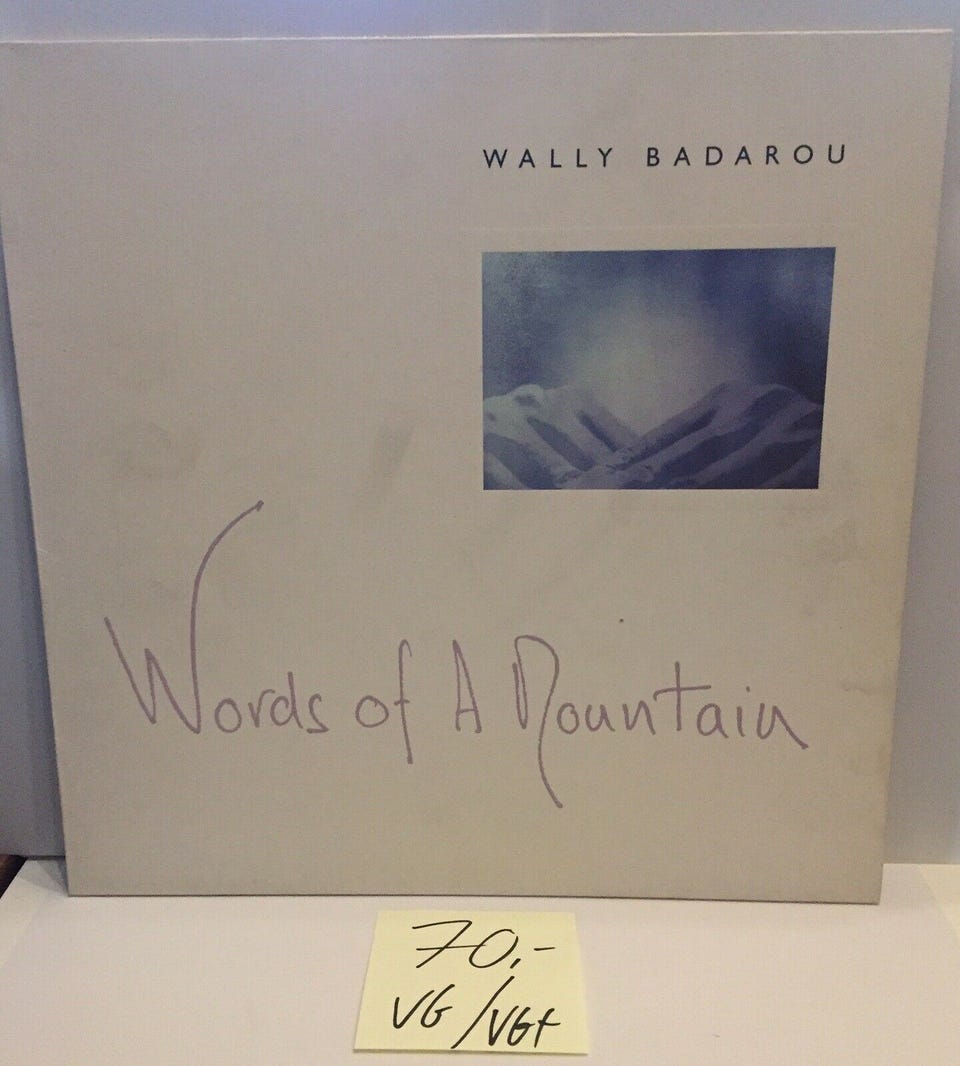 WALLY BADAROU
Words of A Mountain
70,-
VG/VG+